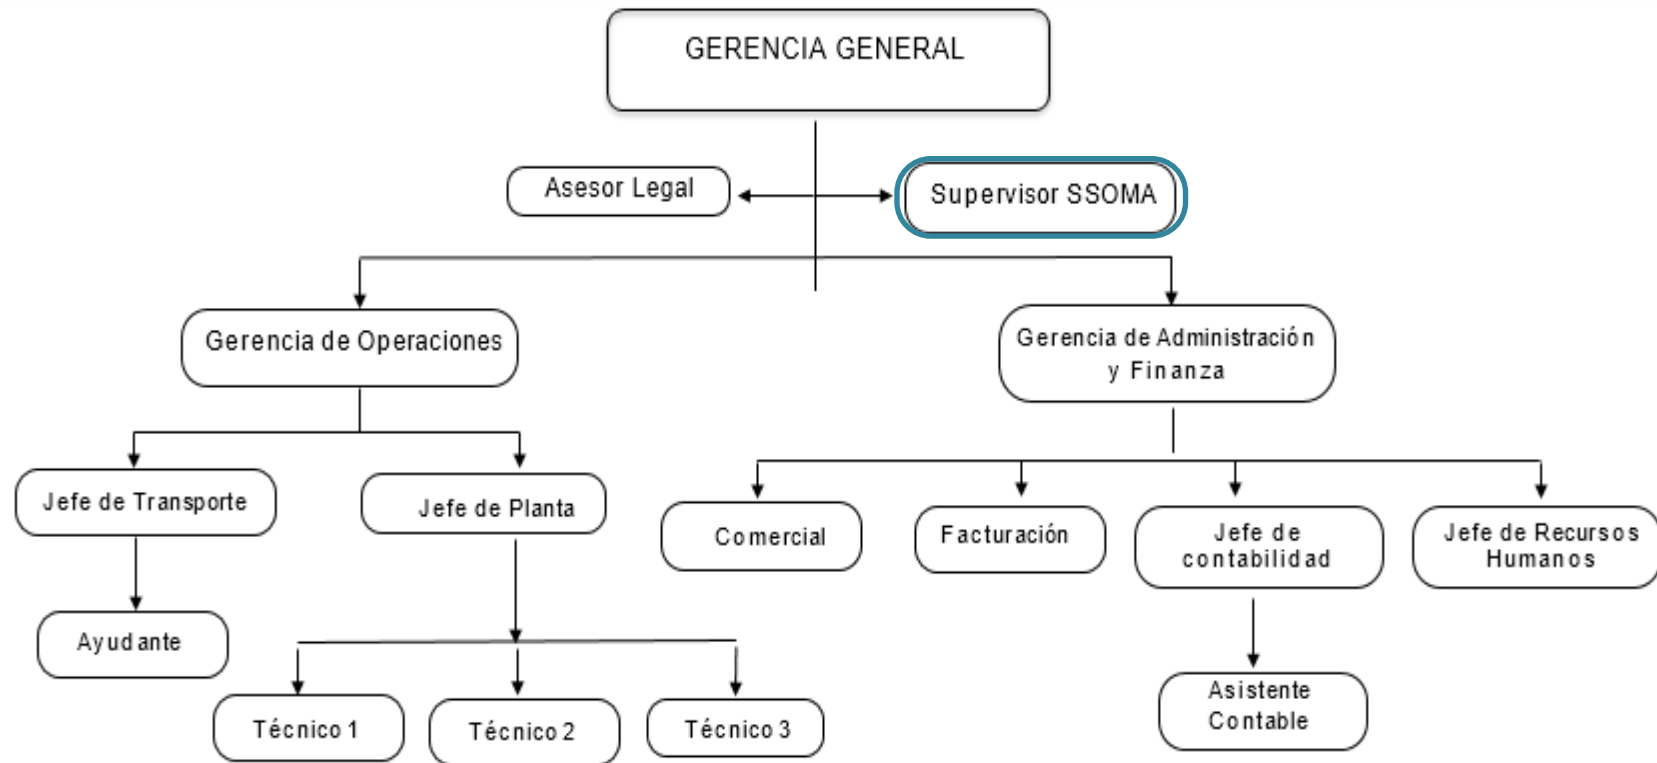 GERENCIA GENERAL
Asesor Legal
Supervisor SSOMA
Gerencia de Operaciones
Gerencia de Administración
y Finanza
Jefe de Transporte
Jefe de Planta
Comercial
Facturación
Jefe de
contabilidad
Jefe de Recursos
Humanos
Ayudante
Técnico 1
Técnico 2
Técnico 3
Asistente
Contable